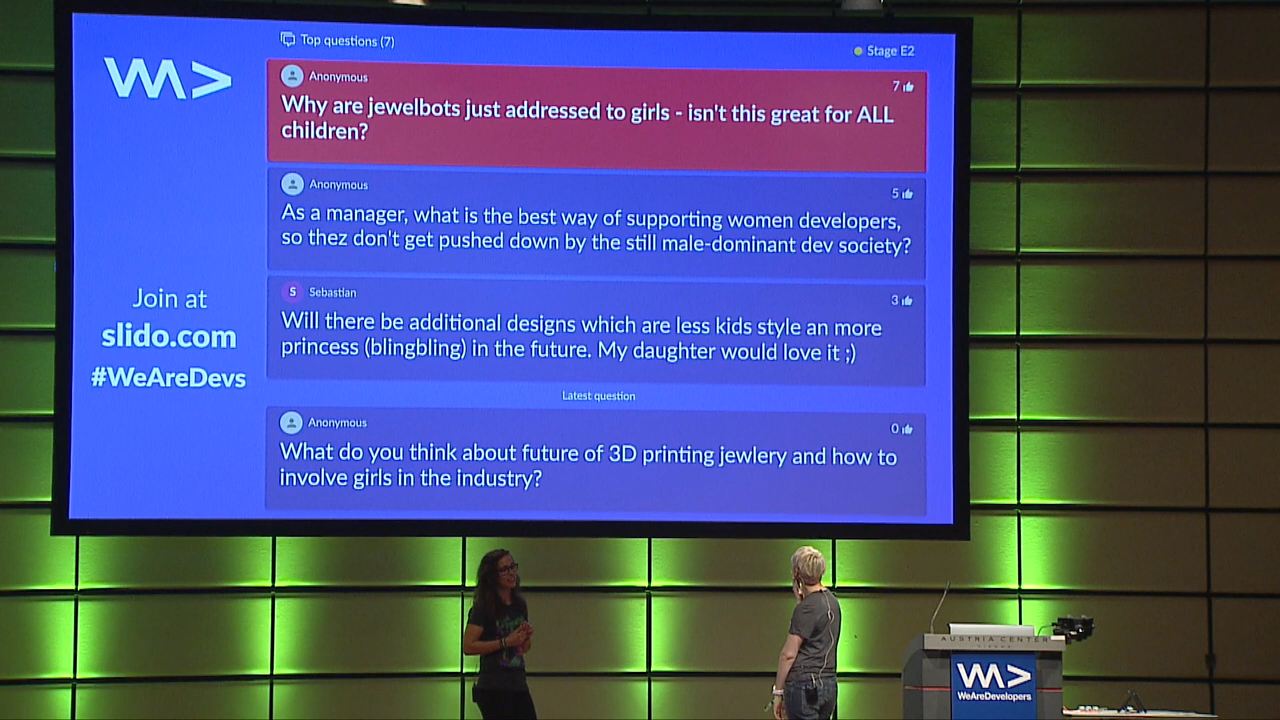 Top questions (7)
Stage E2
Anonymous
7
Why are jewelbots just addressed to girls - isn't this great for ALL
children?
Anonymous
5
As a manager, what is the best way of supporting women developers,
so thez don't get pushed down by the still male-dominant dev society?
S Sebastian
3
Will there be additional designs which are less kids style an more
princess (blingbling) in the future. My daughter would love it ;)
Latest question
Anonymous
0
What do you think about future of 3D printing jewlery and how to
involve girls in the industry?
Join at
slido.com
#WeAreDevs
AUSTRIA CENTER
WeAreDevelopers